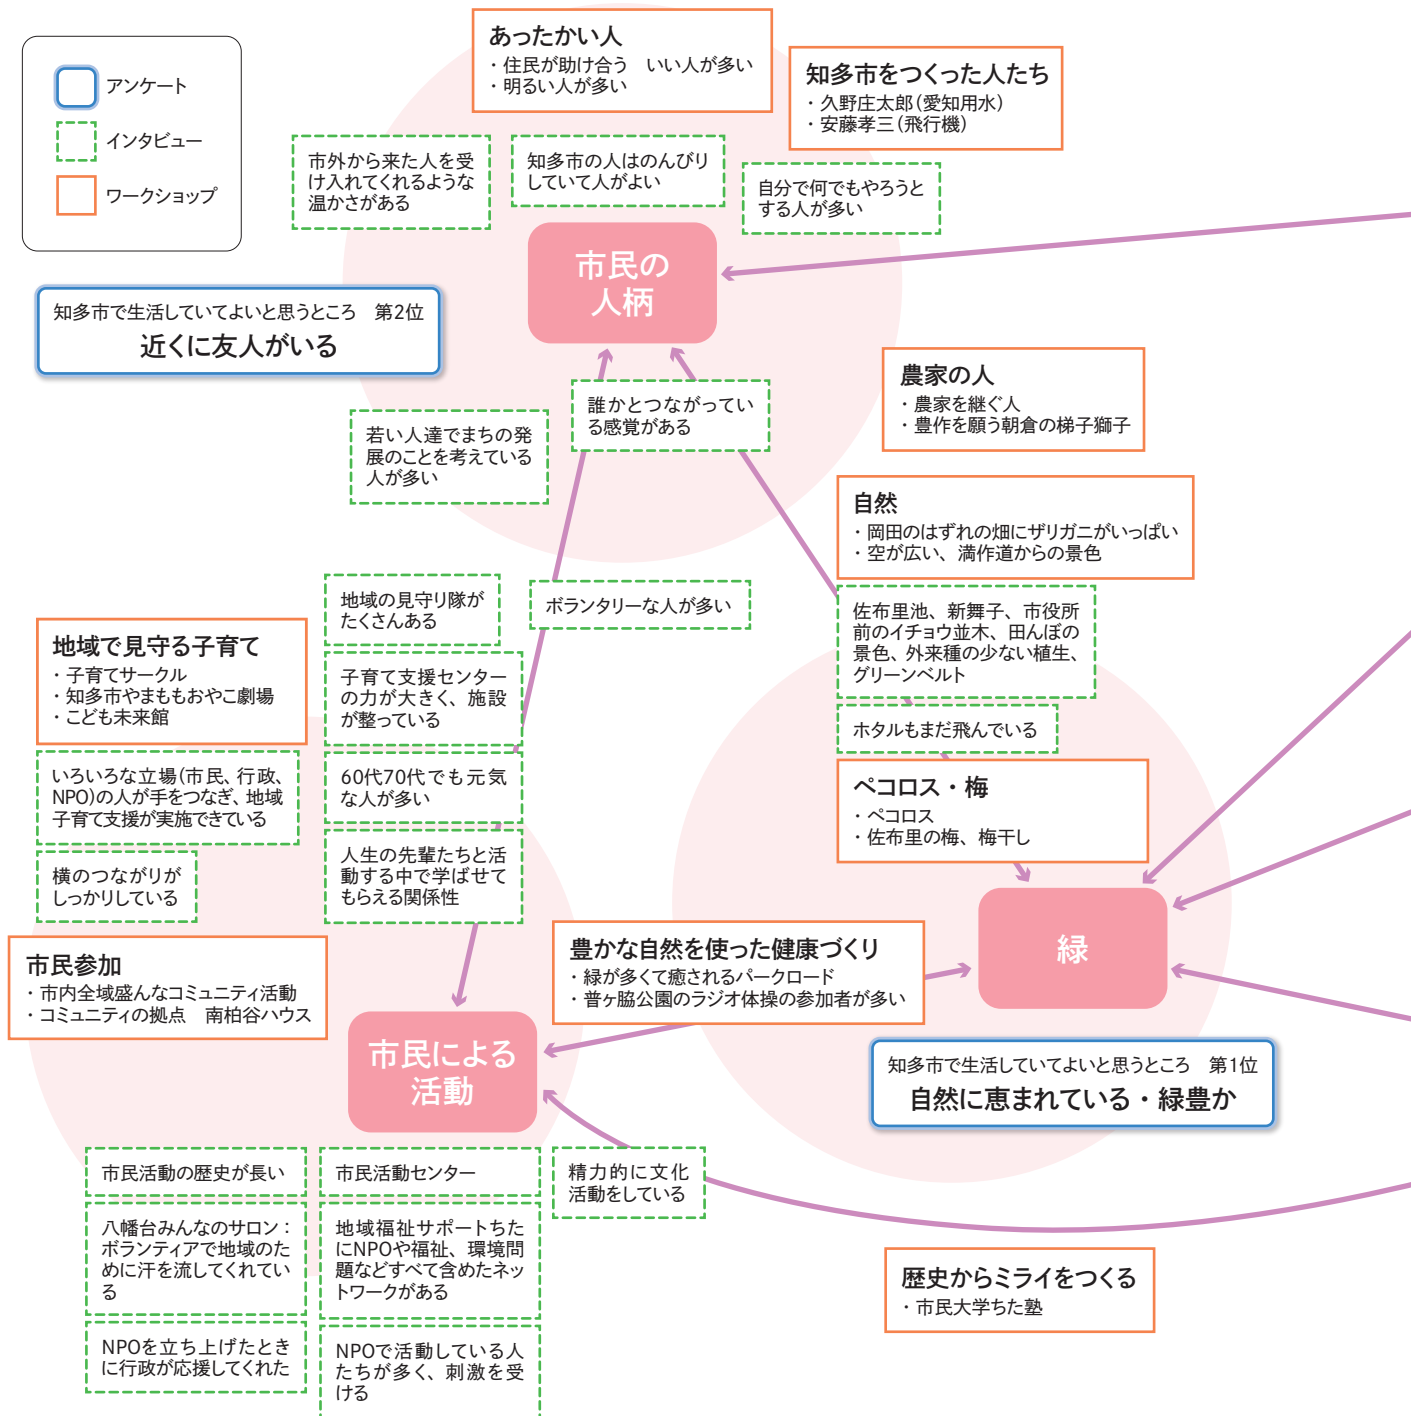 アンケート
インタビュー
ワークショップ
あったかい人
・住民が助け合う　いい人が多い
・明るい人が多い
知多市をつくった人たち
・久野庄太郎（愛知用水）
・安藤孝三（飛行機）
市外から来た人を受
け入れてくれるような
温かさがある
知多市の人はのんびり
していて人がよい
自分で何でもやろうと
する人が多い
市民の
人柄
知多市で生活していてよいと思うところ　第2位
近くに友人がいる
誰かとつながってい
る感覚がある
若い人達でまちの発
展のことを考えている
人が多い
農家の人
・農家を継ぐ人
・豊作を願う朝倉の梯子獅子
自然
・岡田のはずれの畑にザリガニがいっぱい
・空が広い、満作道からの景色
佐布里池、新舞子、市役所
前のイチョウ並木、田んぼの
景色、外来種の少ない植生、
グリーンベルト
ホタルもまだ飛んでいる
ペコロス・梅
・ペコロス
・佐布里の梅、梅干し
緑
地域の見守り隊が
たくさんある
ボランタリーな人が多い
子育て支援センター
の力が大きく、施設
が整っている
60代70代でも元気
な人が多い
人生の先輩たちと活
動する中で学ばせて
もらえる関係性
地域で見守る子育て
・子育てサークル
・知多市やまももおやこ劇場
・こども未来館
いろいろな立場（市民、行政、
NPO）の人が手をつなぎ、地域
子育て支援が実施できている
横のつながりが
しっかりしている
市民参加
・市内全域盛んなコミュニティ活動
・コミュニティの拠点　南柏谷ハウス
豊かな自然を使った健康づくり
・緑が多くて癒されるパークロード
・普ヶ脇公園のラジオ体操の参加者が多い
市民による
活動
知多市で生活していてよいと思うところ　第1位
自然に恵まれている・緑豊か
市民活動の歴史が長い
八幡台みんなのサロン：
ボランティアで地域のた
めに汗を流してくれてい
る
NPOを立ち上げたとき
に行政が応援してくれた
市民活動センター
地域福祉サポートちた
にNPOや福祉、環境問
題などすべて含めたネッ
トワークがある
NPOで活動している人
たちが多く、刺激を受
ける
精力的に文化
活動をしている
歴史からミライをつくる
・市民大学ちた塾